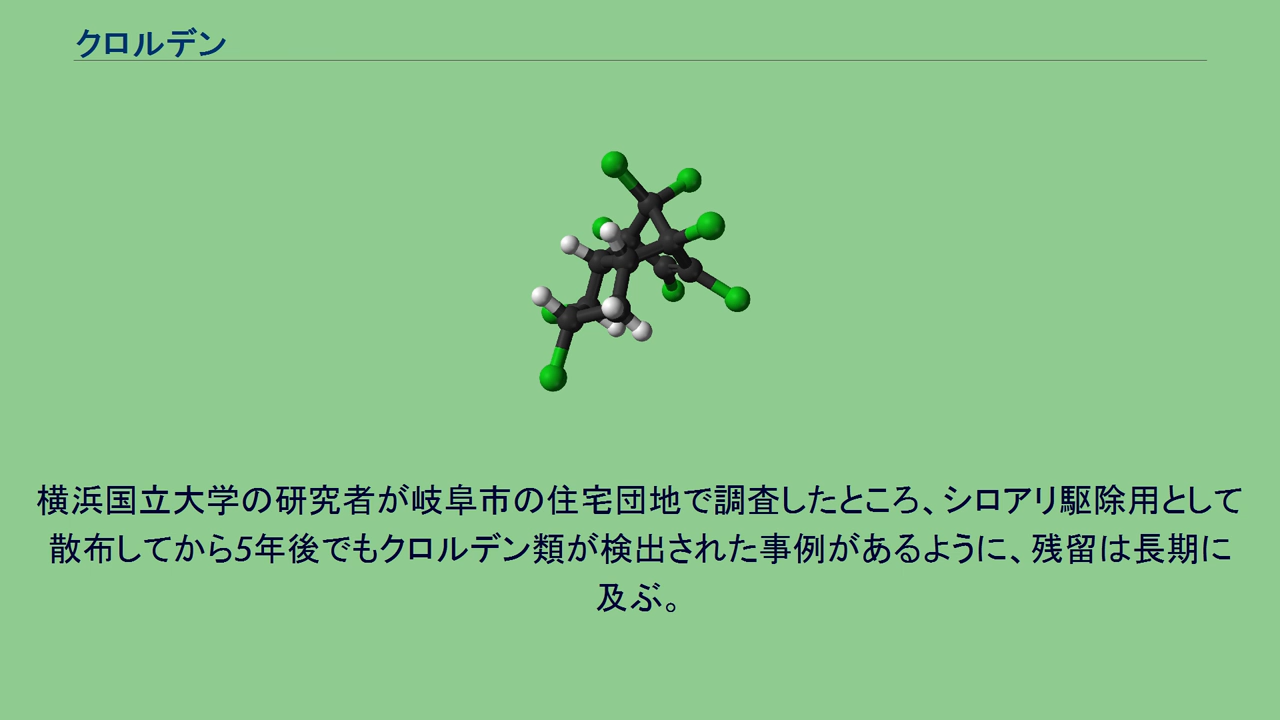 クロルデン
横浜国立大学の研究者が岐阜市の住宅団地で調査したところ、シロアリ駆除用として
散布してから5年後でもクロルデン類が検出された事例があるように、残留は長期に
及ぶ。